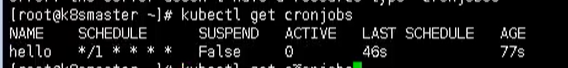 [root@k8smaster ~]# kubectl get cronjobs
NAME SCHEDULE SUSPEND ACTIVE LAST SCHEDULE AGE
hello */1 * * * * False 0 46s 77s
[root@k8smaster ~]# kubectl get cronjobs